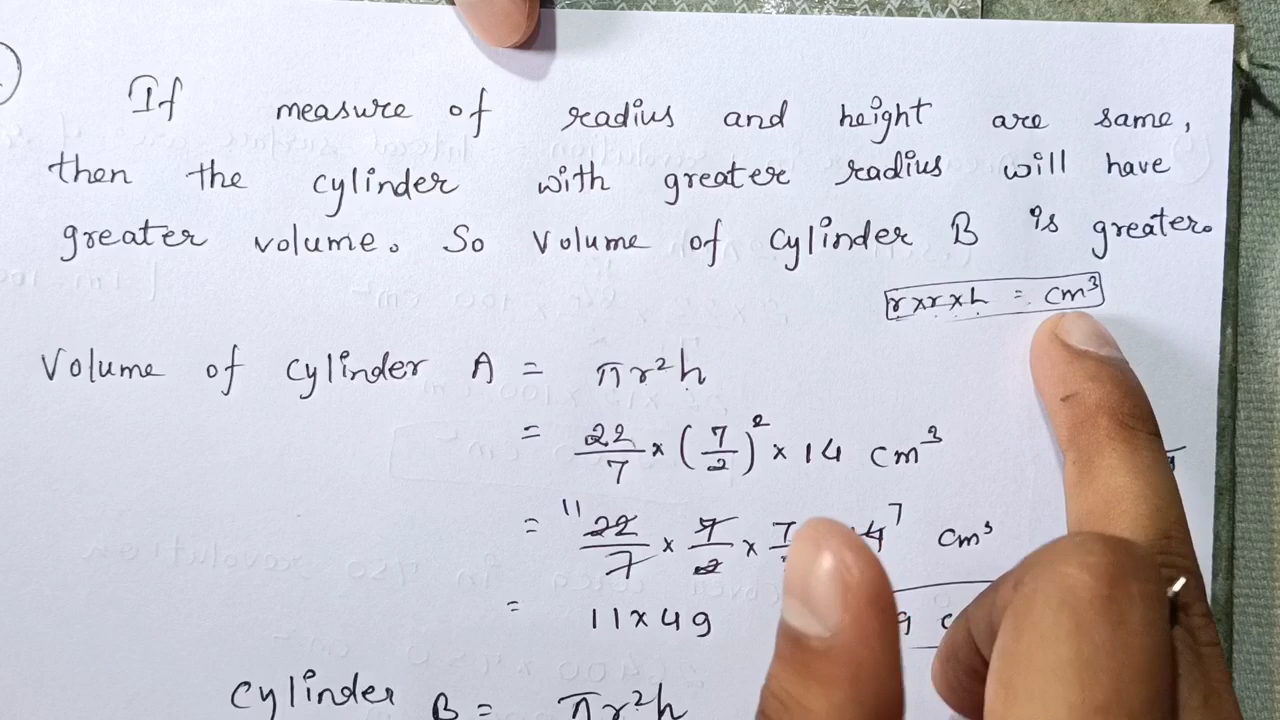 If measure of radius and height are same,
then the cylinder with greater radius will have
greater volume. So volume of cylinder B is greater.
r×r×h = cm³
Volume of cylinder A = πr²h
= 22/7 × (7/2)² × 14 cm³
= 11 22/7 × 7/2 × 7 14 7 cm³
= 11×49
cylinder B = πr²h